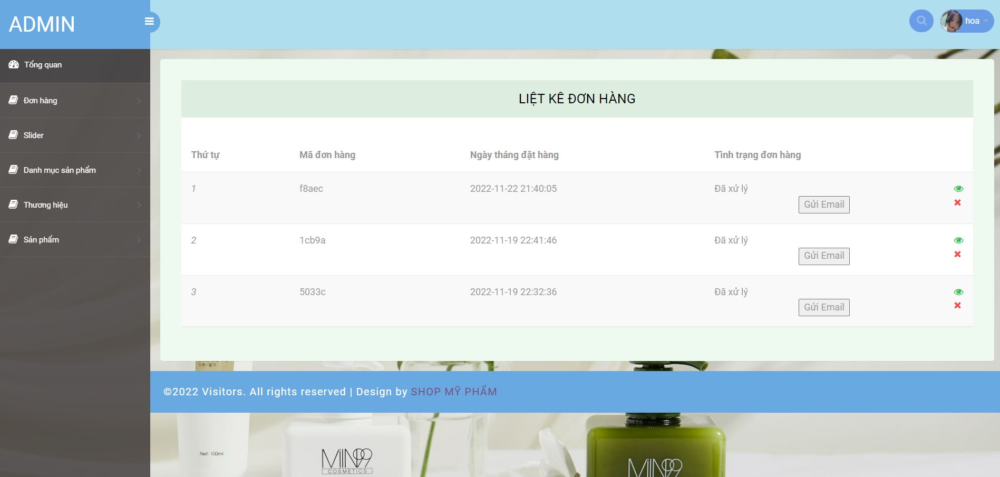 ADMIN
hoa
Tổng quan
Đơn hàng
Slider
Danh mục sản phẩm
Thương hiệu
Sản phẩm
LIỆT KÊ ĐƠN HÀNG
Thứ tự Mã đơn hàng Ngày tháng đặt hàng Tình trạng đơn hàng
1 f8aec 2022-11-22 21:40:05 Đã xử lý
Gửi Email
2 1cb9a 2022-11-19 22:41:46 Đã xử lý
Gửi Email
3 5033c 2022-11-19 22:32:36 Đã xử lý
Gửi Email
©2022 Visitors. All rights reserved | Design by SHOP MỸ PHẨM
Net. 100ml
MIIN99
COSMETICS
MIIN99